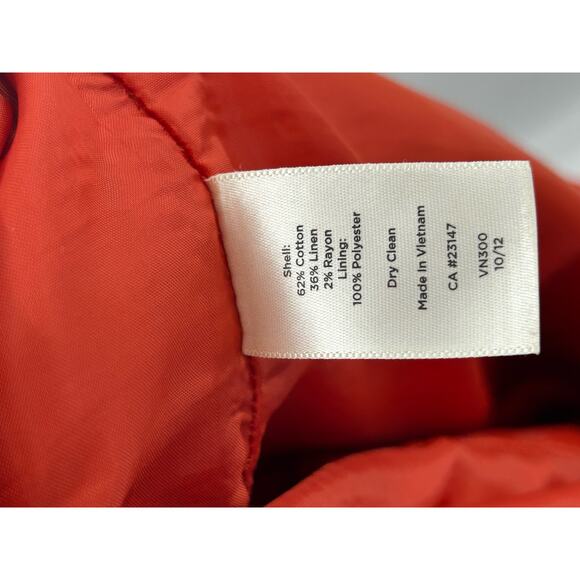 Shell:
62% Cotton
36% Linen
2% Rayon
Lining:
100% Polyester
Dry Clean
Made in Vietnam
CA #23147
VN300
10/12